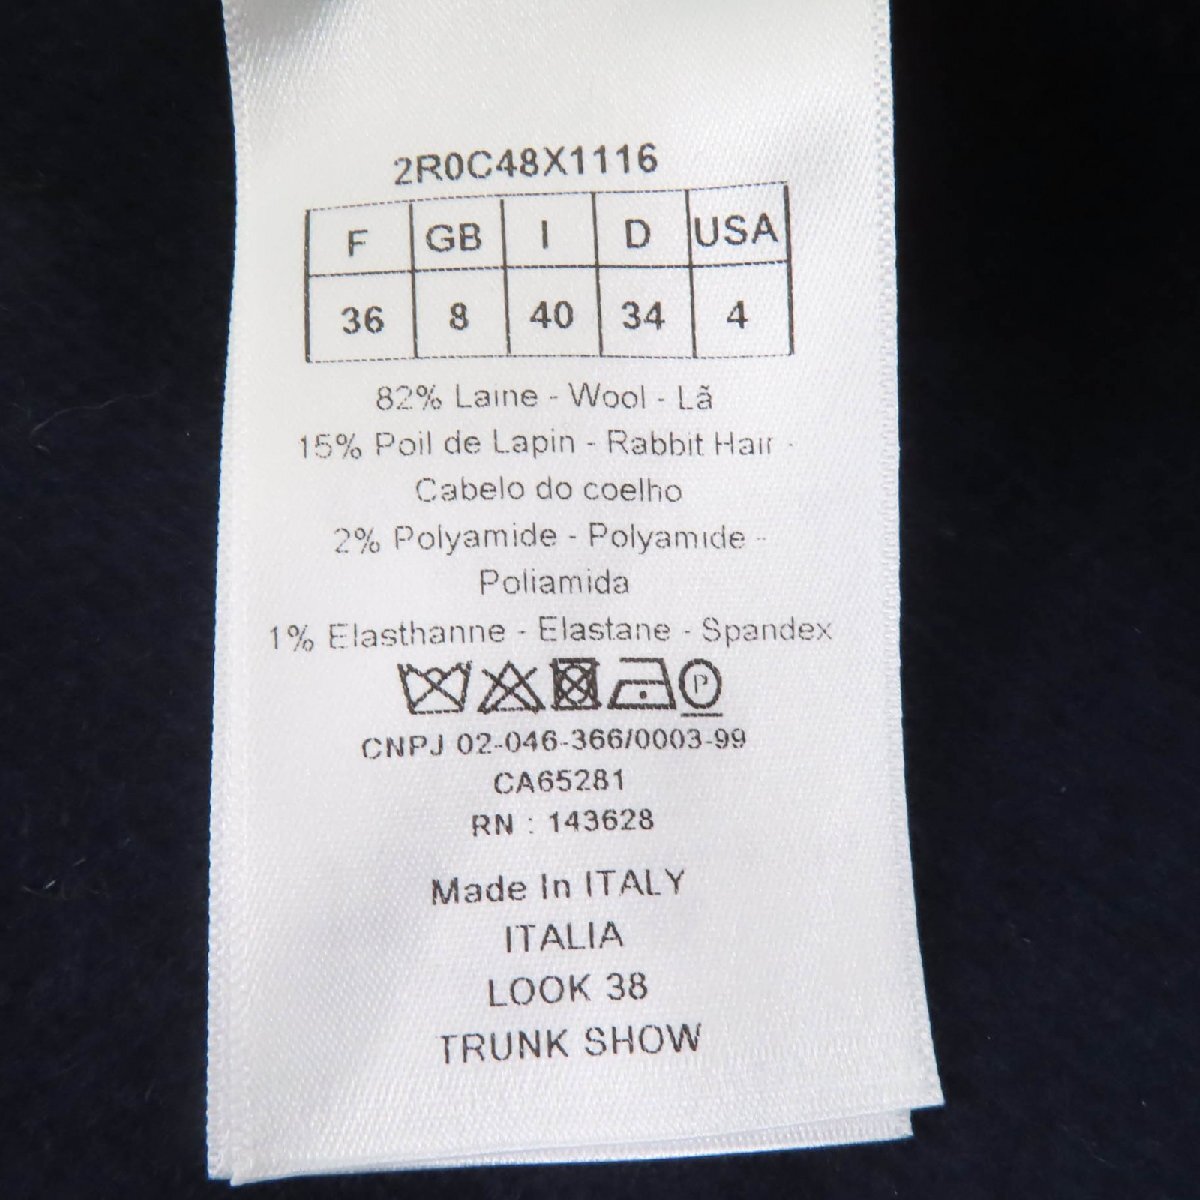 2R0C48X1116
F GB I D USA
36 8 40 34 4
82% Laine - Wool - Lã
15% Poil de Lapin - Rabbit Hair -
Cabelo do coelho
2% Polyamide - Polyamide -
Poliamida
1% Elasthanne - Elastane - Spandex
P
CNPJ 02-046-366/0003-99
CA65281
RN : 143628
Made In ITALY
ITALIA
LOOK 38
TRUNK SHOW